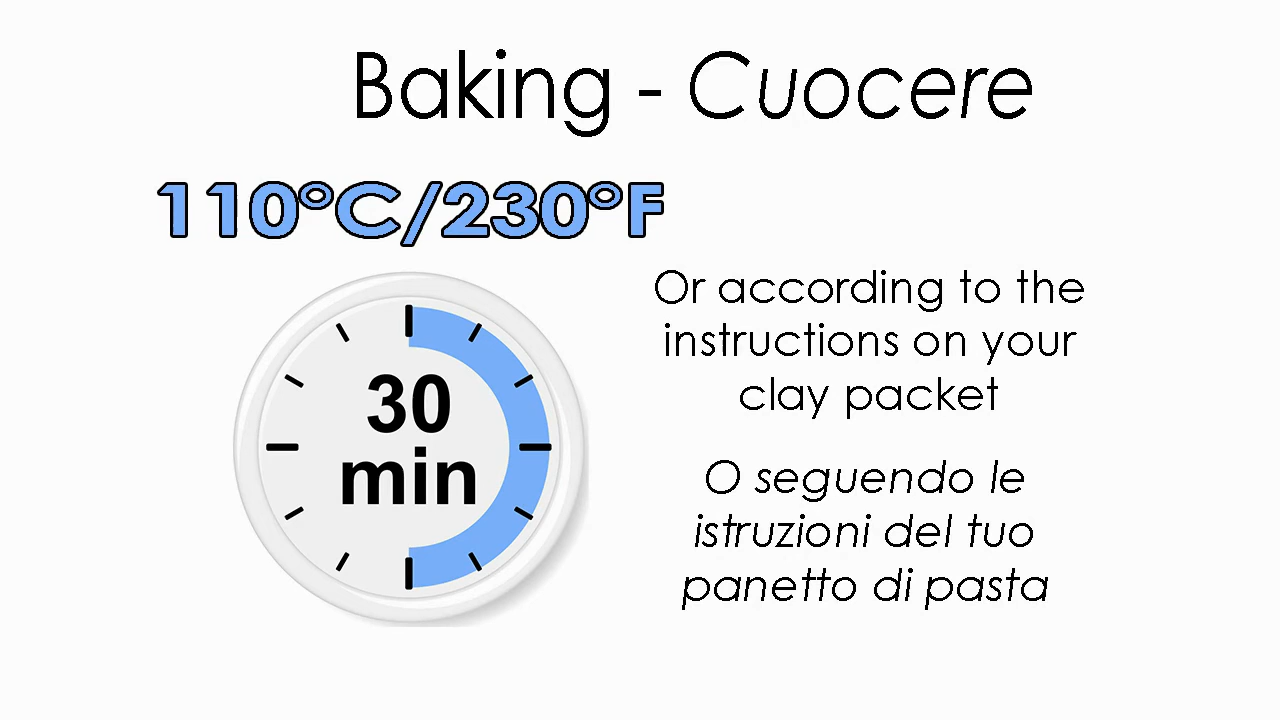 Baking - Cuocere
110°C/230°F
30
min
Or according to the
instructions on your
clay packet
O seguendo le
istruzioni del tuo
panetto di pasta